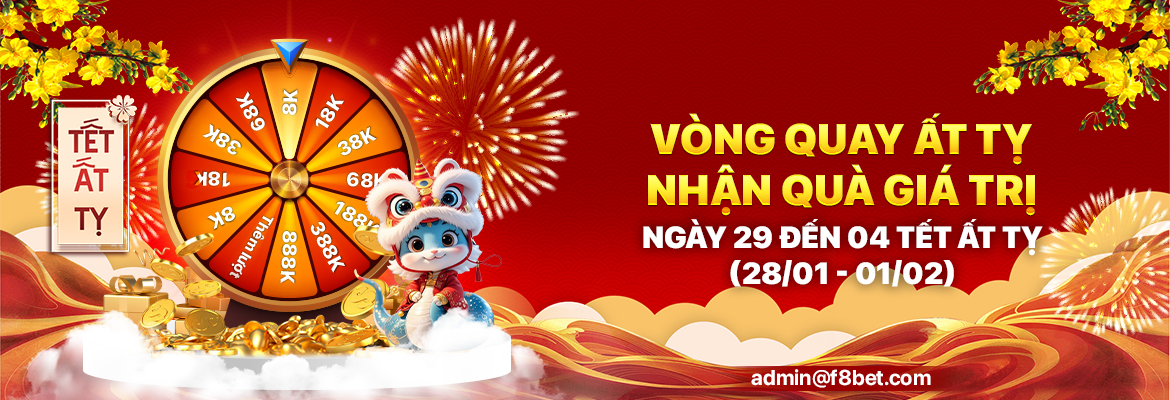 TẾT
ẤT
TỴ
8K
18K
38K
68K
188K
388K
888K
Thêm lượt
8K
18K
38K
68K
VÒNG QUAY ẤT TỴ
NHẬN QUÀ GIÁ TRỊ
NGÀY 29 ĐẾN 04 TẾT ẤT TỴ
(28/01 - 01/02)
admin@f8bet.com